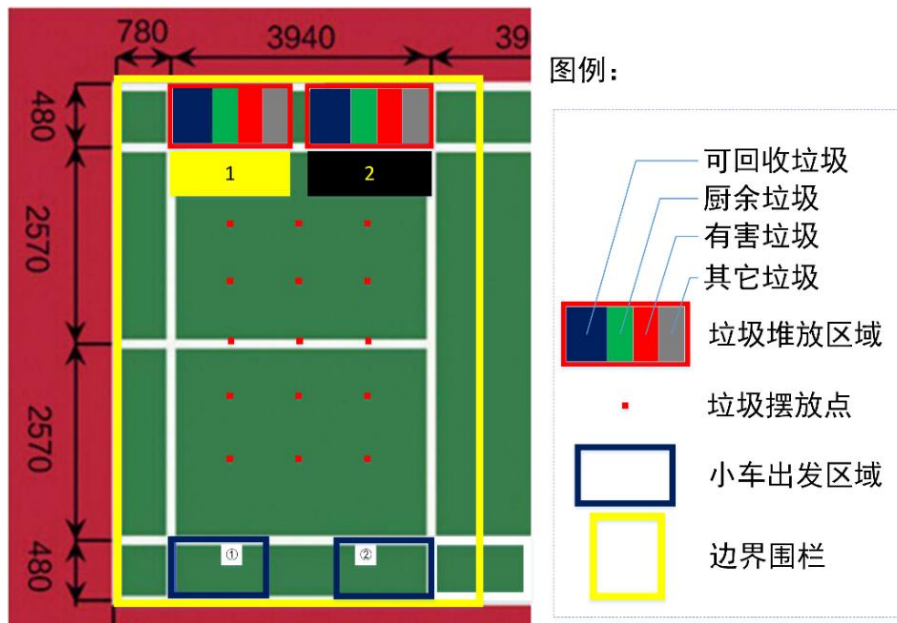 780
3940
39
480
2570
2570
480
1
2
①
②
图例：
可回收垃圾
厨余垃圾
有害垃圾
其它垃圾
垃圾堆放区域
垃圾摆放点
小车出发区域
边界围栏